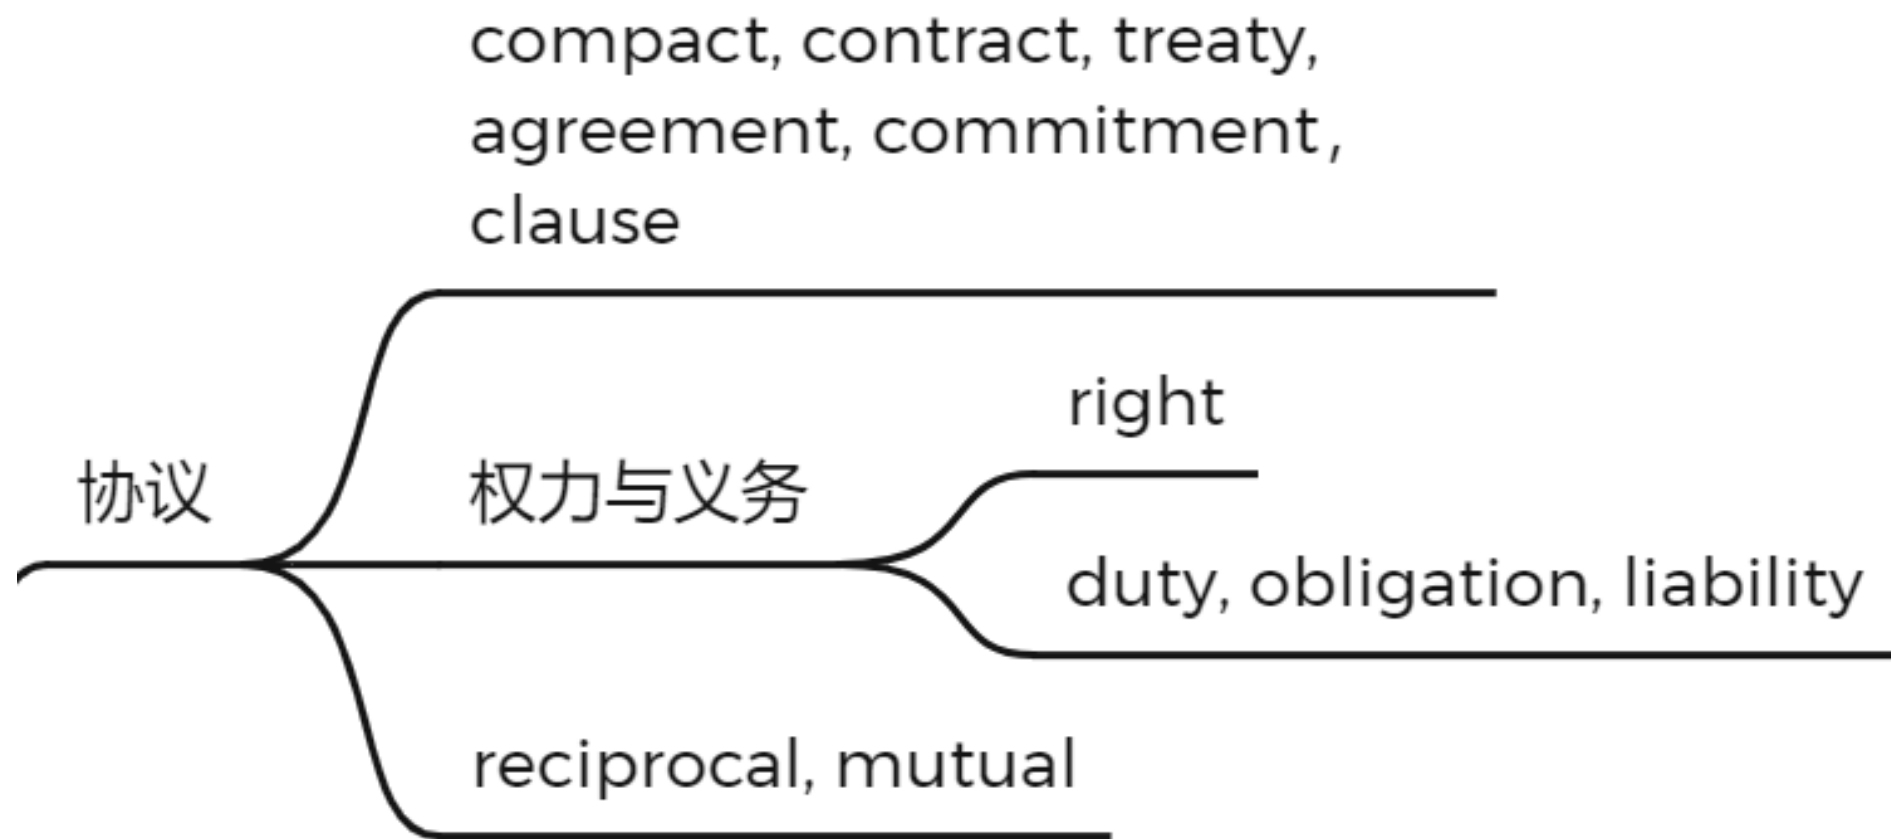 compact, contract, treaty,
agreement, commitment,
clause
right
协议
权力与义务
duty, obligation, liability
reciprocal, mutual